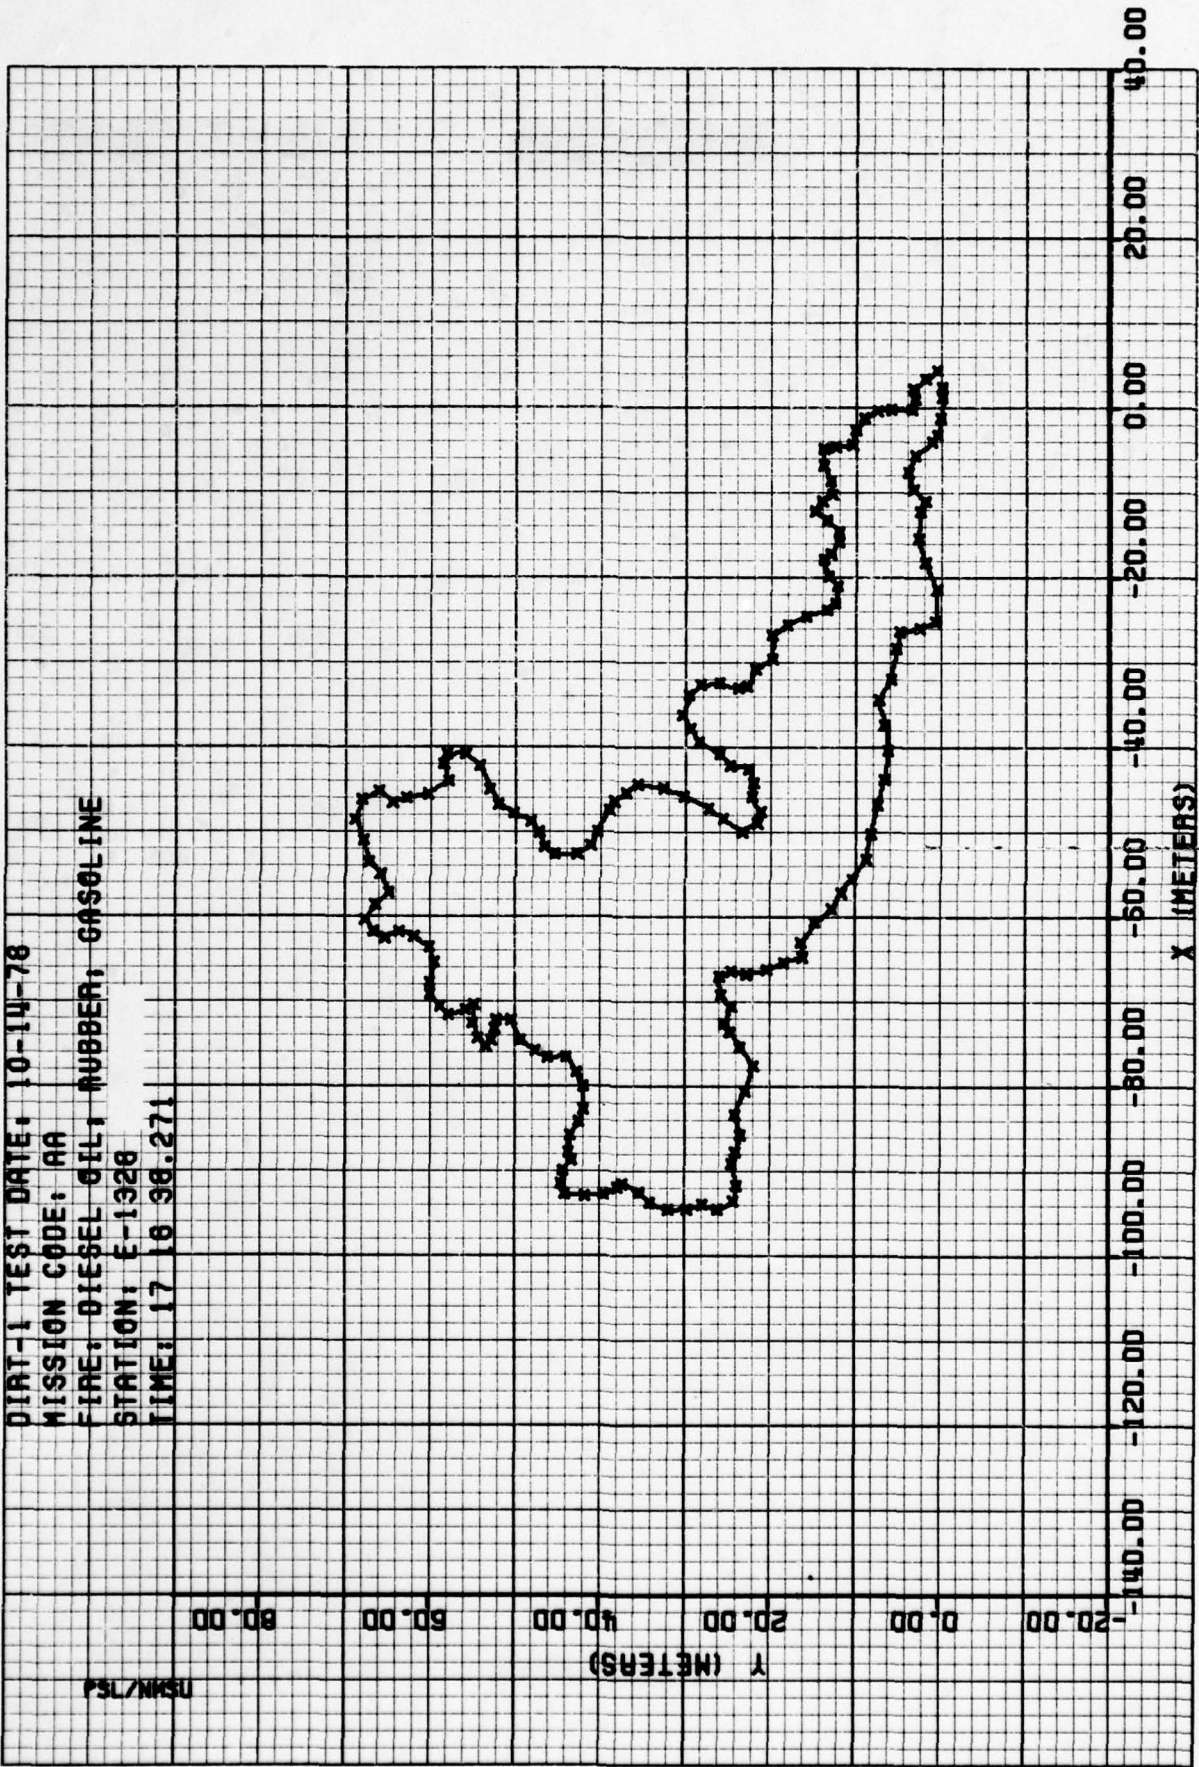 DIRT-1 TEST DATE: 10-14-78
MISSION CODE: AA
FIRE: DIESEL OIL; RUBBER; GASOLINE
STATION: E-1328
TIME: 17 16 38.271
PSL/NMSU
80.00
60.00
40.00
20.00
0.00
-20.00
Y (METERS)
-140.00 -120.00 -100.00 -80.00 -60.00 -40.00 -20.00 0.00 20.00 40.00
X (METERS)